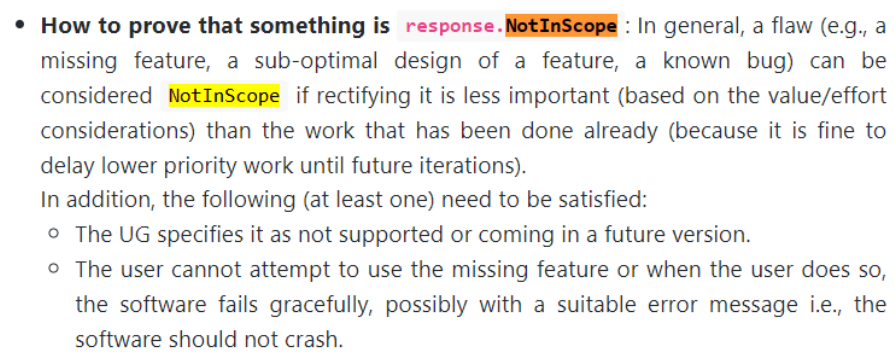 • How to prove that something is response.NotInScope : In general, a flaw (e.g., a
missing feature, a sub-optimal design of a feature, a known bug) can be
considered NotInScope if rectifying it is less important (based on the value/effort
considerations) than the work that has been done already (because it is fine to
delay lower priority work until future iterations).
In addition, the following (at least one) need to be satisfied:
○ The UG specifies it as not supported or coming in a future version.
○ The user cannot attempt to use the missing feature or when the user does so,
the software fails gracefully, possibly with a suitable error message i.e., the
software should not crash.